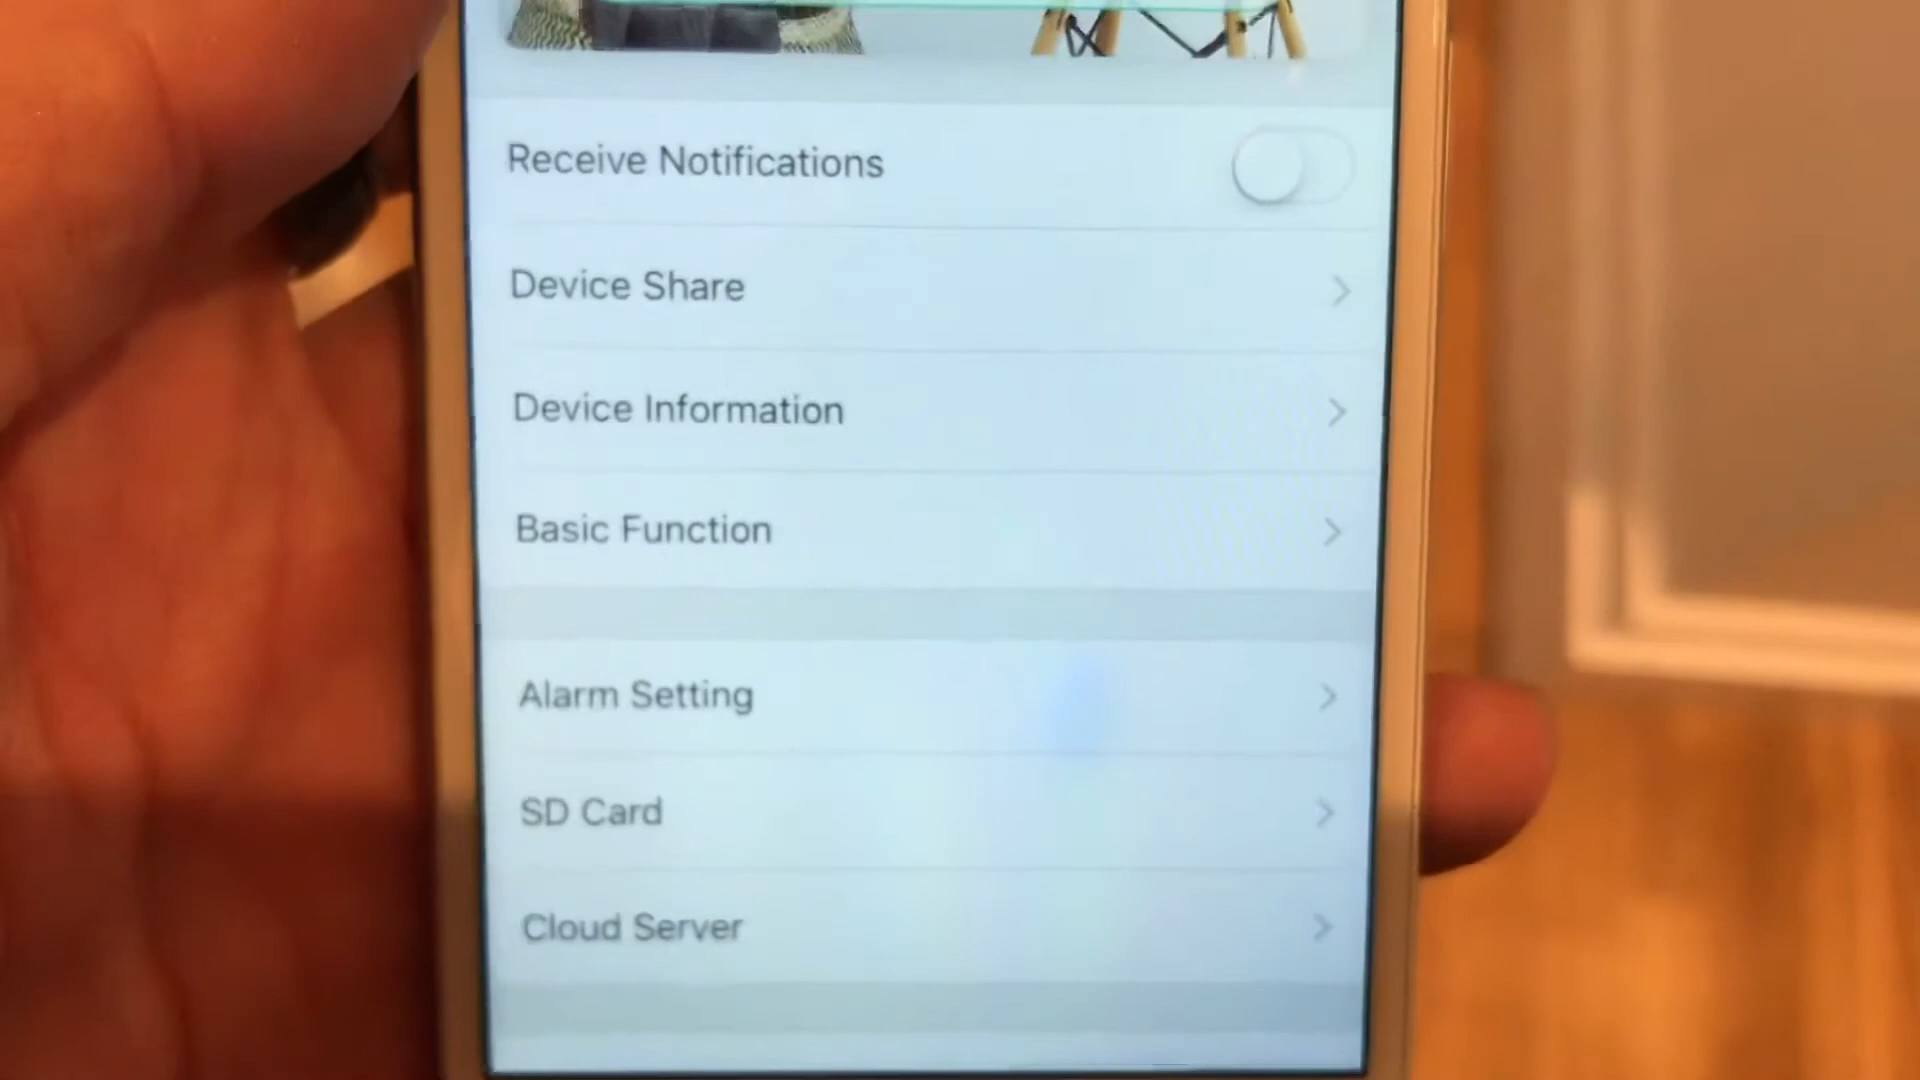 Receive Notifications
Device Share
Device Information
Basic Function
Alarm Setting
SD Card
Cloud Server